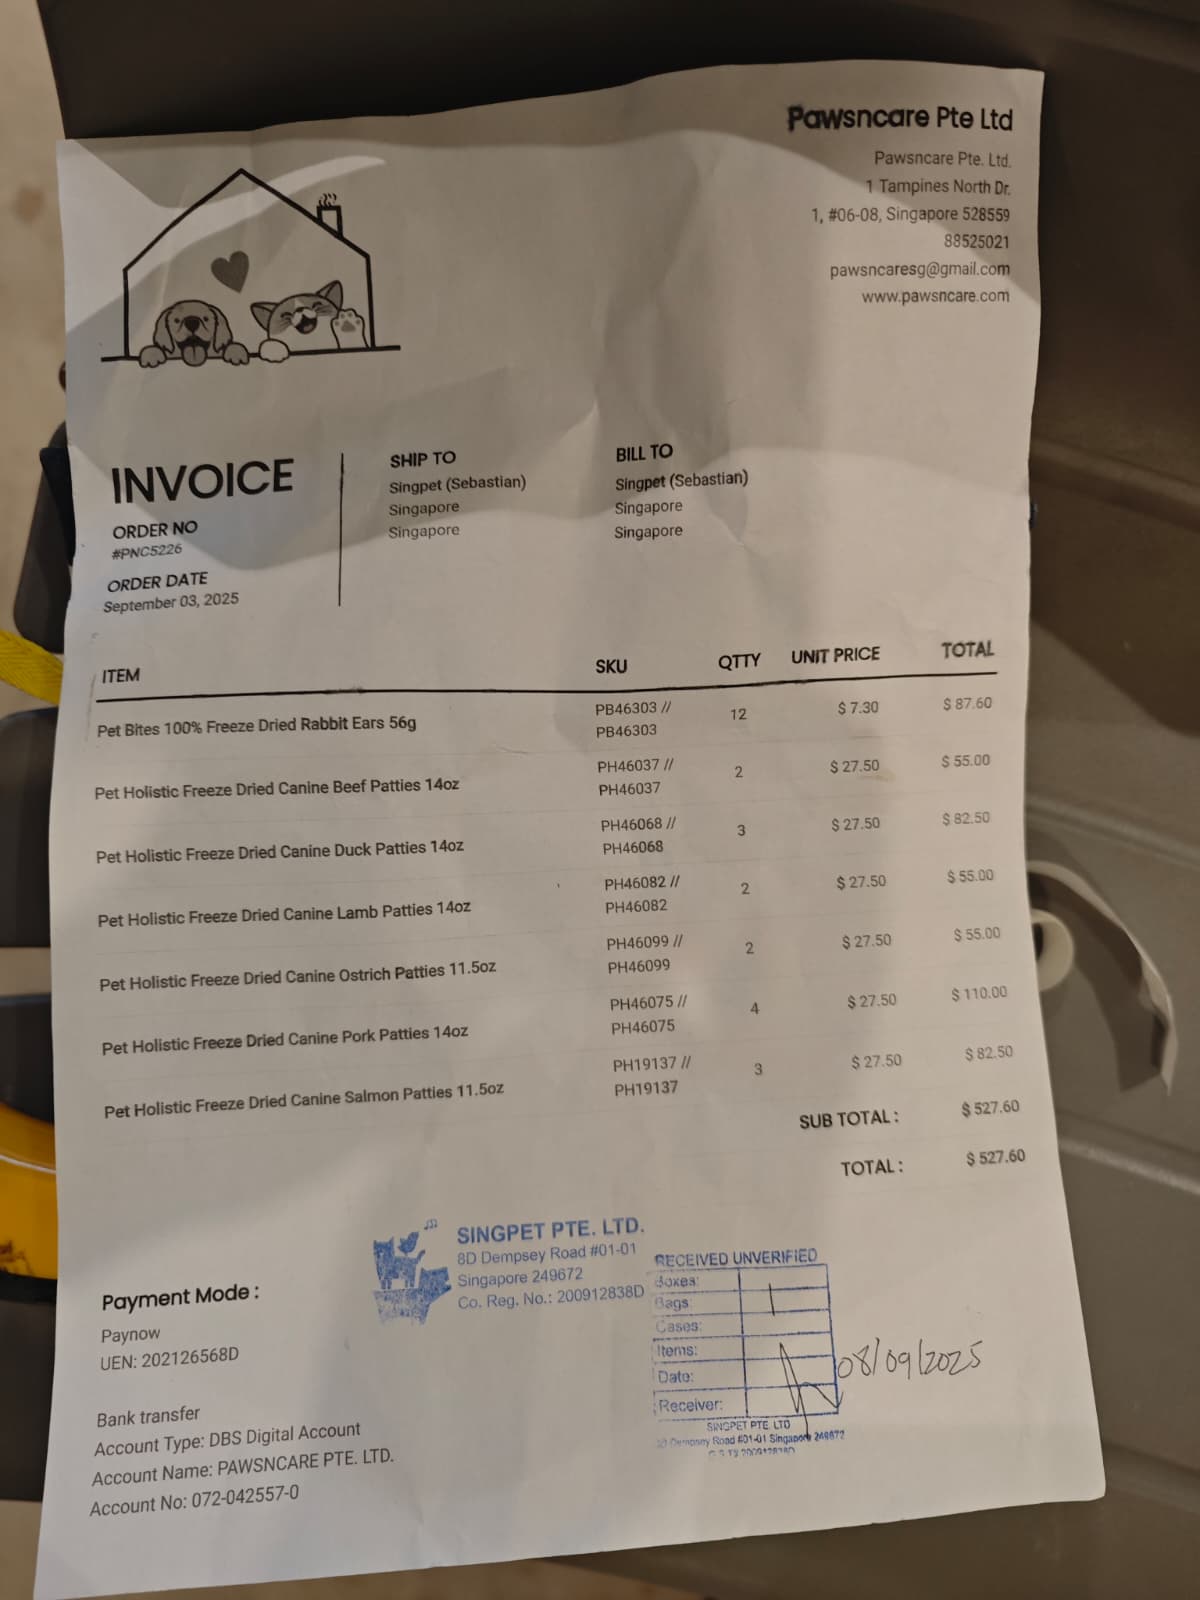 Pawsncare Pte Ltd
Pawsncare Pte. Ltd.
1 Tampines North Dr.
1, #06-08, Singapore 528559
88525021
pawsncaresg@gmail.com
www.pawsncare.com
INVOICE
ORDER NO
#PNC5226
ORDER DATE
September 03, 2025
SHIP TO
Singpet (Sebastian)
Singapore
Singapore
BILL TO
Singpet (Sebastian)
Singapore
Singapore
ITEM SKU QTTY UNIT PRICE TOTAL
Pet Bites 100% Freeze Dried Rabbit Ears 56g PB46303 // 12 $ 7.30 $ 87.60
PB46303
Pet Holistic Freeze Dried Canine Beef Patties 14oz PH46037 // 2 $ 27.50 $ 55.00
PH46037
Pet Holistic Freeze Dried Canine Duck Patties 14oz PH46068 // 3 $ 27.50 $ 82.50
PH46068
Pet Holistic Freeze Dried Canine Lamb Patties 14oz PH46082 // 2 $ 27.50 $ 55.00
PH46082
Pet Holistic Freeze Dried Canine Ostrich Patties 11.5oz PH46099 // 2 $ 27.50 $ 55.00
PH46099
Pet Holistic Freeze Dried Canine Pork Patties 14oz PH46075 // 4 $ 27.50 $ 110.00
PH46075
Pet Holistic Freeze Dried Canine Salmon Patties 11.5oz PH19137 // 3 $ 27.50 $ 82.50
PH19137
SUB TOTAL : $ 527.60
TOTAL : $ 527.60
SINGPET PTE. LTD.
8D Dempsey Road #01-01
Singapore 249672
Co. Reg. No.: 200912838D
RECEIVED UNVERIFIED
Boxes:
Bags: 1
Cases:
Items:
Date: 08/09/2025
Receiver:
SINGPET PTE. LTD
8D Dempsey Road #01-01 Singapore 249672
Payment Mode :
Paynow
UEN: 202126568D
Bank transfer
Account Type: DBS Digital Account
Account Name: PAWSNCARE PTE. LTD.
Account No: 072-042557-0